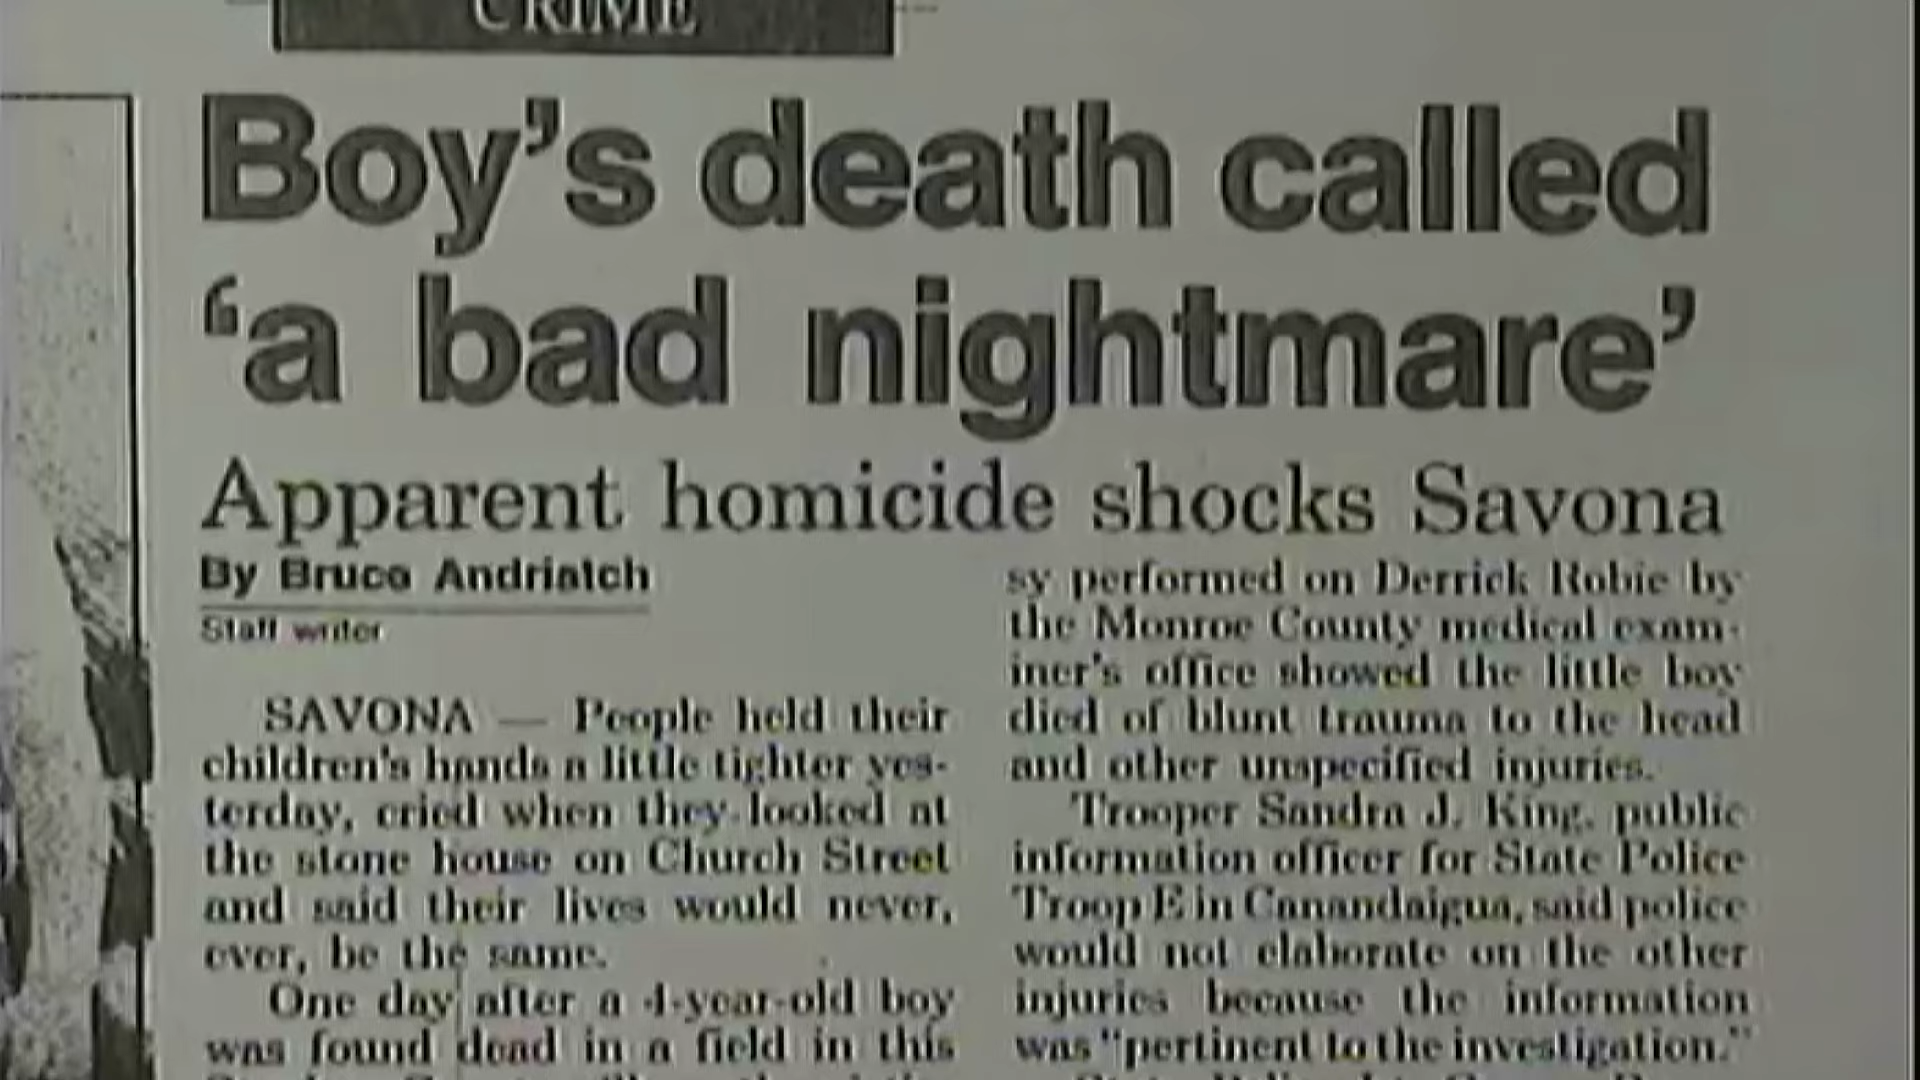 CRIME
Boy's death called
'a bad nightmare'
Apparent homicide shocks Savona
By Bruce Andriatch
Staff writer
SAVONA — People held their
children's hands a little tighter yes-
terday, cried when they looked at
the stone house on Church Street
and said their lives would never,
ever, be the same.
One day after a 4-year-old boy
was found dead in a field in this
sy performed on Derrick Robie by
the Monroe County medical exam-
iner's office showed the little boy
died of blunt trauma to the head
and other unspecified injuries.
Trooper Sandra J. King, public
information officer for State Police
Troop E in Canandaigua, said police
would not elaborate on the other
injuries because the information
was "pertinent to the investigation."